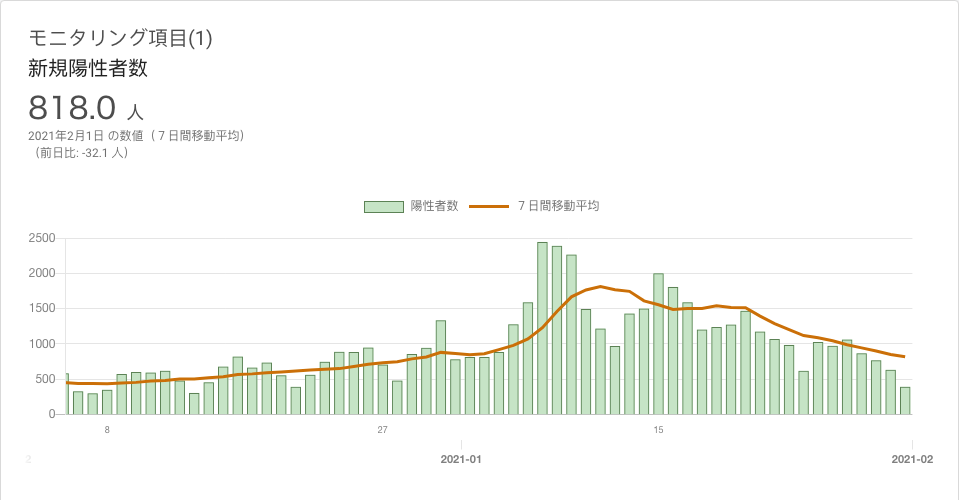 モニタリング項目(1)
新規陽性者数
818.0 人
2021年2月1日 の数値（７日間移動平均）
（前日比: -32.1 人）
陽性者数 ７日間移動平均
2500
2000
1500
1000
500
0
8 27 15
2 2021-01 2021-02